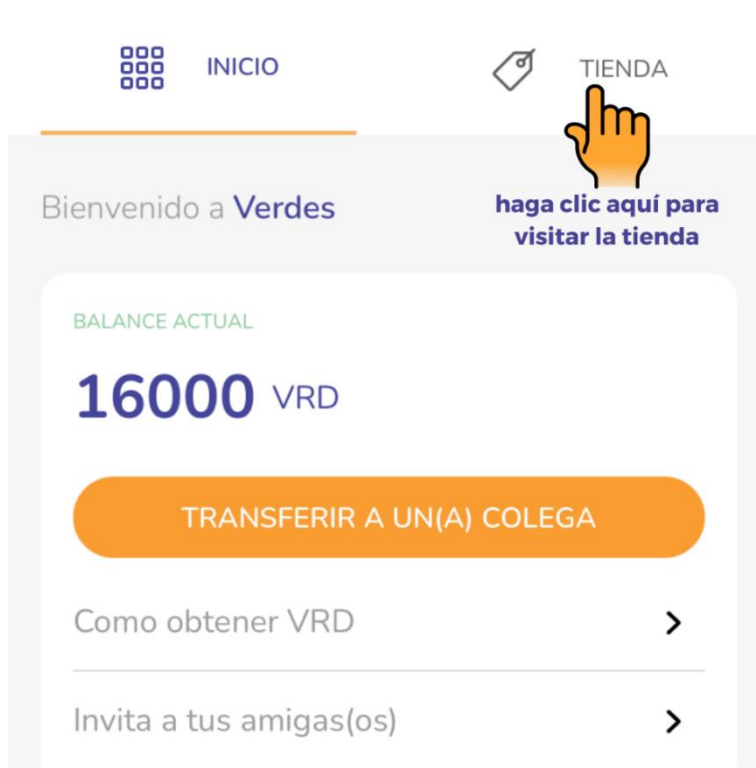 INICIO
TIENDA
Bienvenido a Verdes
haga clic aquí para
visitar la tienda
BALANCE ACTUAL
16000 VRD
TRANSFERIR A UN(A) COLEGA
Como obtener VRD
Invita a tus amigas(os)